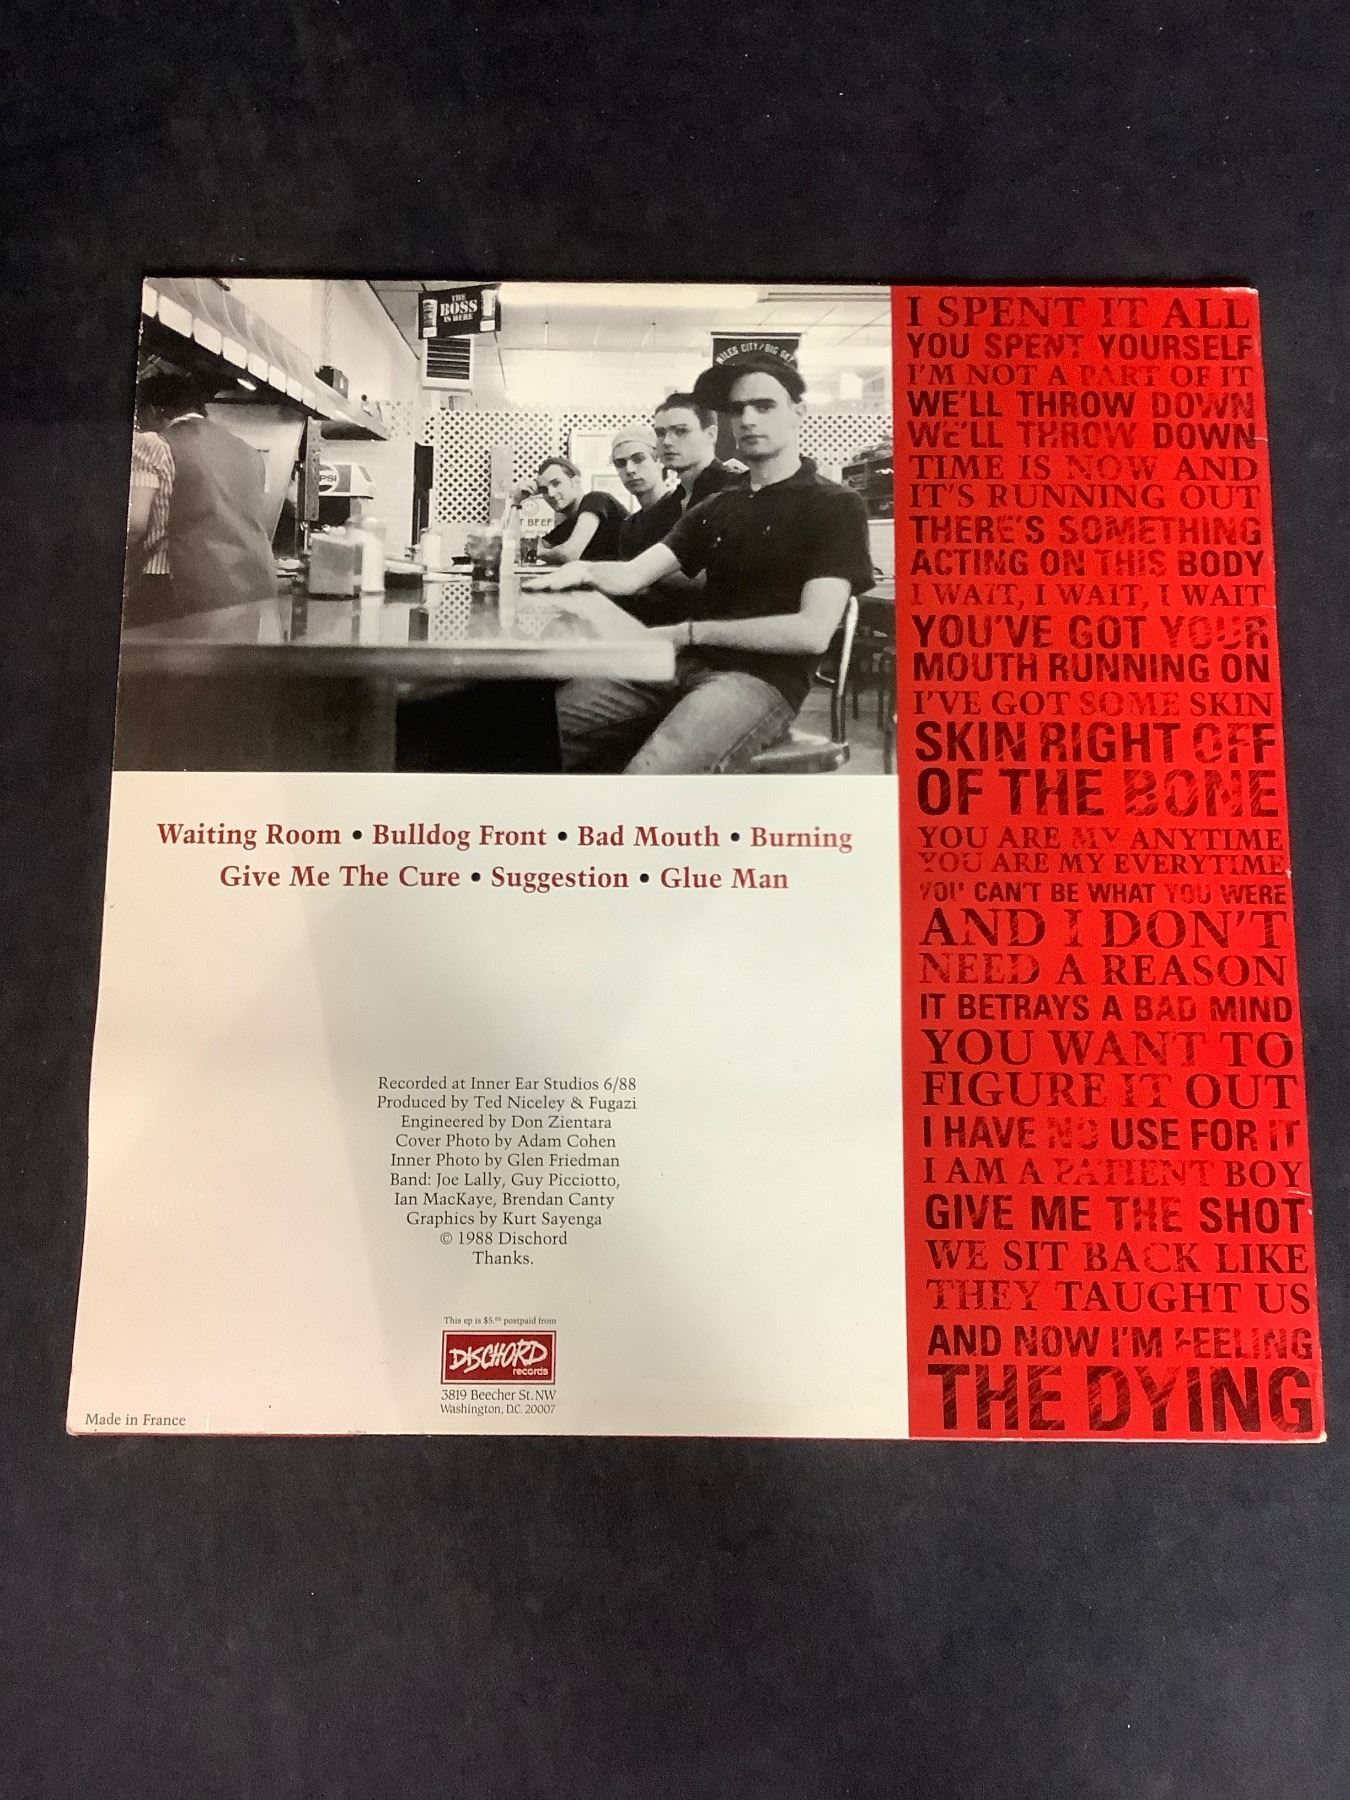 THE
BOSS
IS HERE
MILES CITY/BIG SKY
PSI
T BEEF
Waiting Room • Bulldog Front • Bad Mouth • Burning
Give Me The Cure • Suggestion • Glue Man
Recorded at Inner Ear Studios 6/88
Produced by Ted Niceley & Fugazi
Engineered by Don Zientara
Cover Photo by Adam Cohen
Inner Photo by Glen Friedman
Band: Joe Lally, Guy Picciotto,
Ian MacKaye, Brendan Canty
Graphics by Kurt Sayenga
© 1988 Dischord
Thanks.
This ep is $5.00 postpaid from
DISCHORD
records
3819 Beecher St. NW
Washington, D.C. 20007
Made in France
I SPENT IT ALL
YOU SPENT YOURSELF
I'M NOT A PART OF IT
WE'LL THROW DOWN
WE'LL THROW DOWN
TIME IS NOW AND
IT'S RUNNING OUT
THERE'S SOMETHING
ACTING ON THIS BODY
I WAIT, I WAIT, I WAIT
YOU'VE GOT YOUR
MOUTH RUNNING ON
I'VE GOT SOME SKIN
SKIN RIGHT OFF
OF THE BONE
YOU ARE MY ANYTIME
YOU ARE MY EVERYTIME
YOU CAN'T BE WHAT YOU WERE
AND I DON'T
NEED A REASON
IT BETRAYS A BAD MIND
YOU WANT TO
FIGURE IT OUT
I HAVE NO USE FOR IT
I AM A PATIENT BOY
GIVE ME THE SHOT
WE SIT BACK LIKE
THEY TAUGHT US
AND NOW I'M FEELING
THE DYING